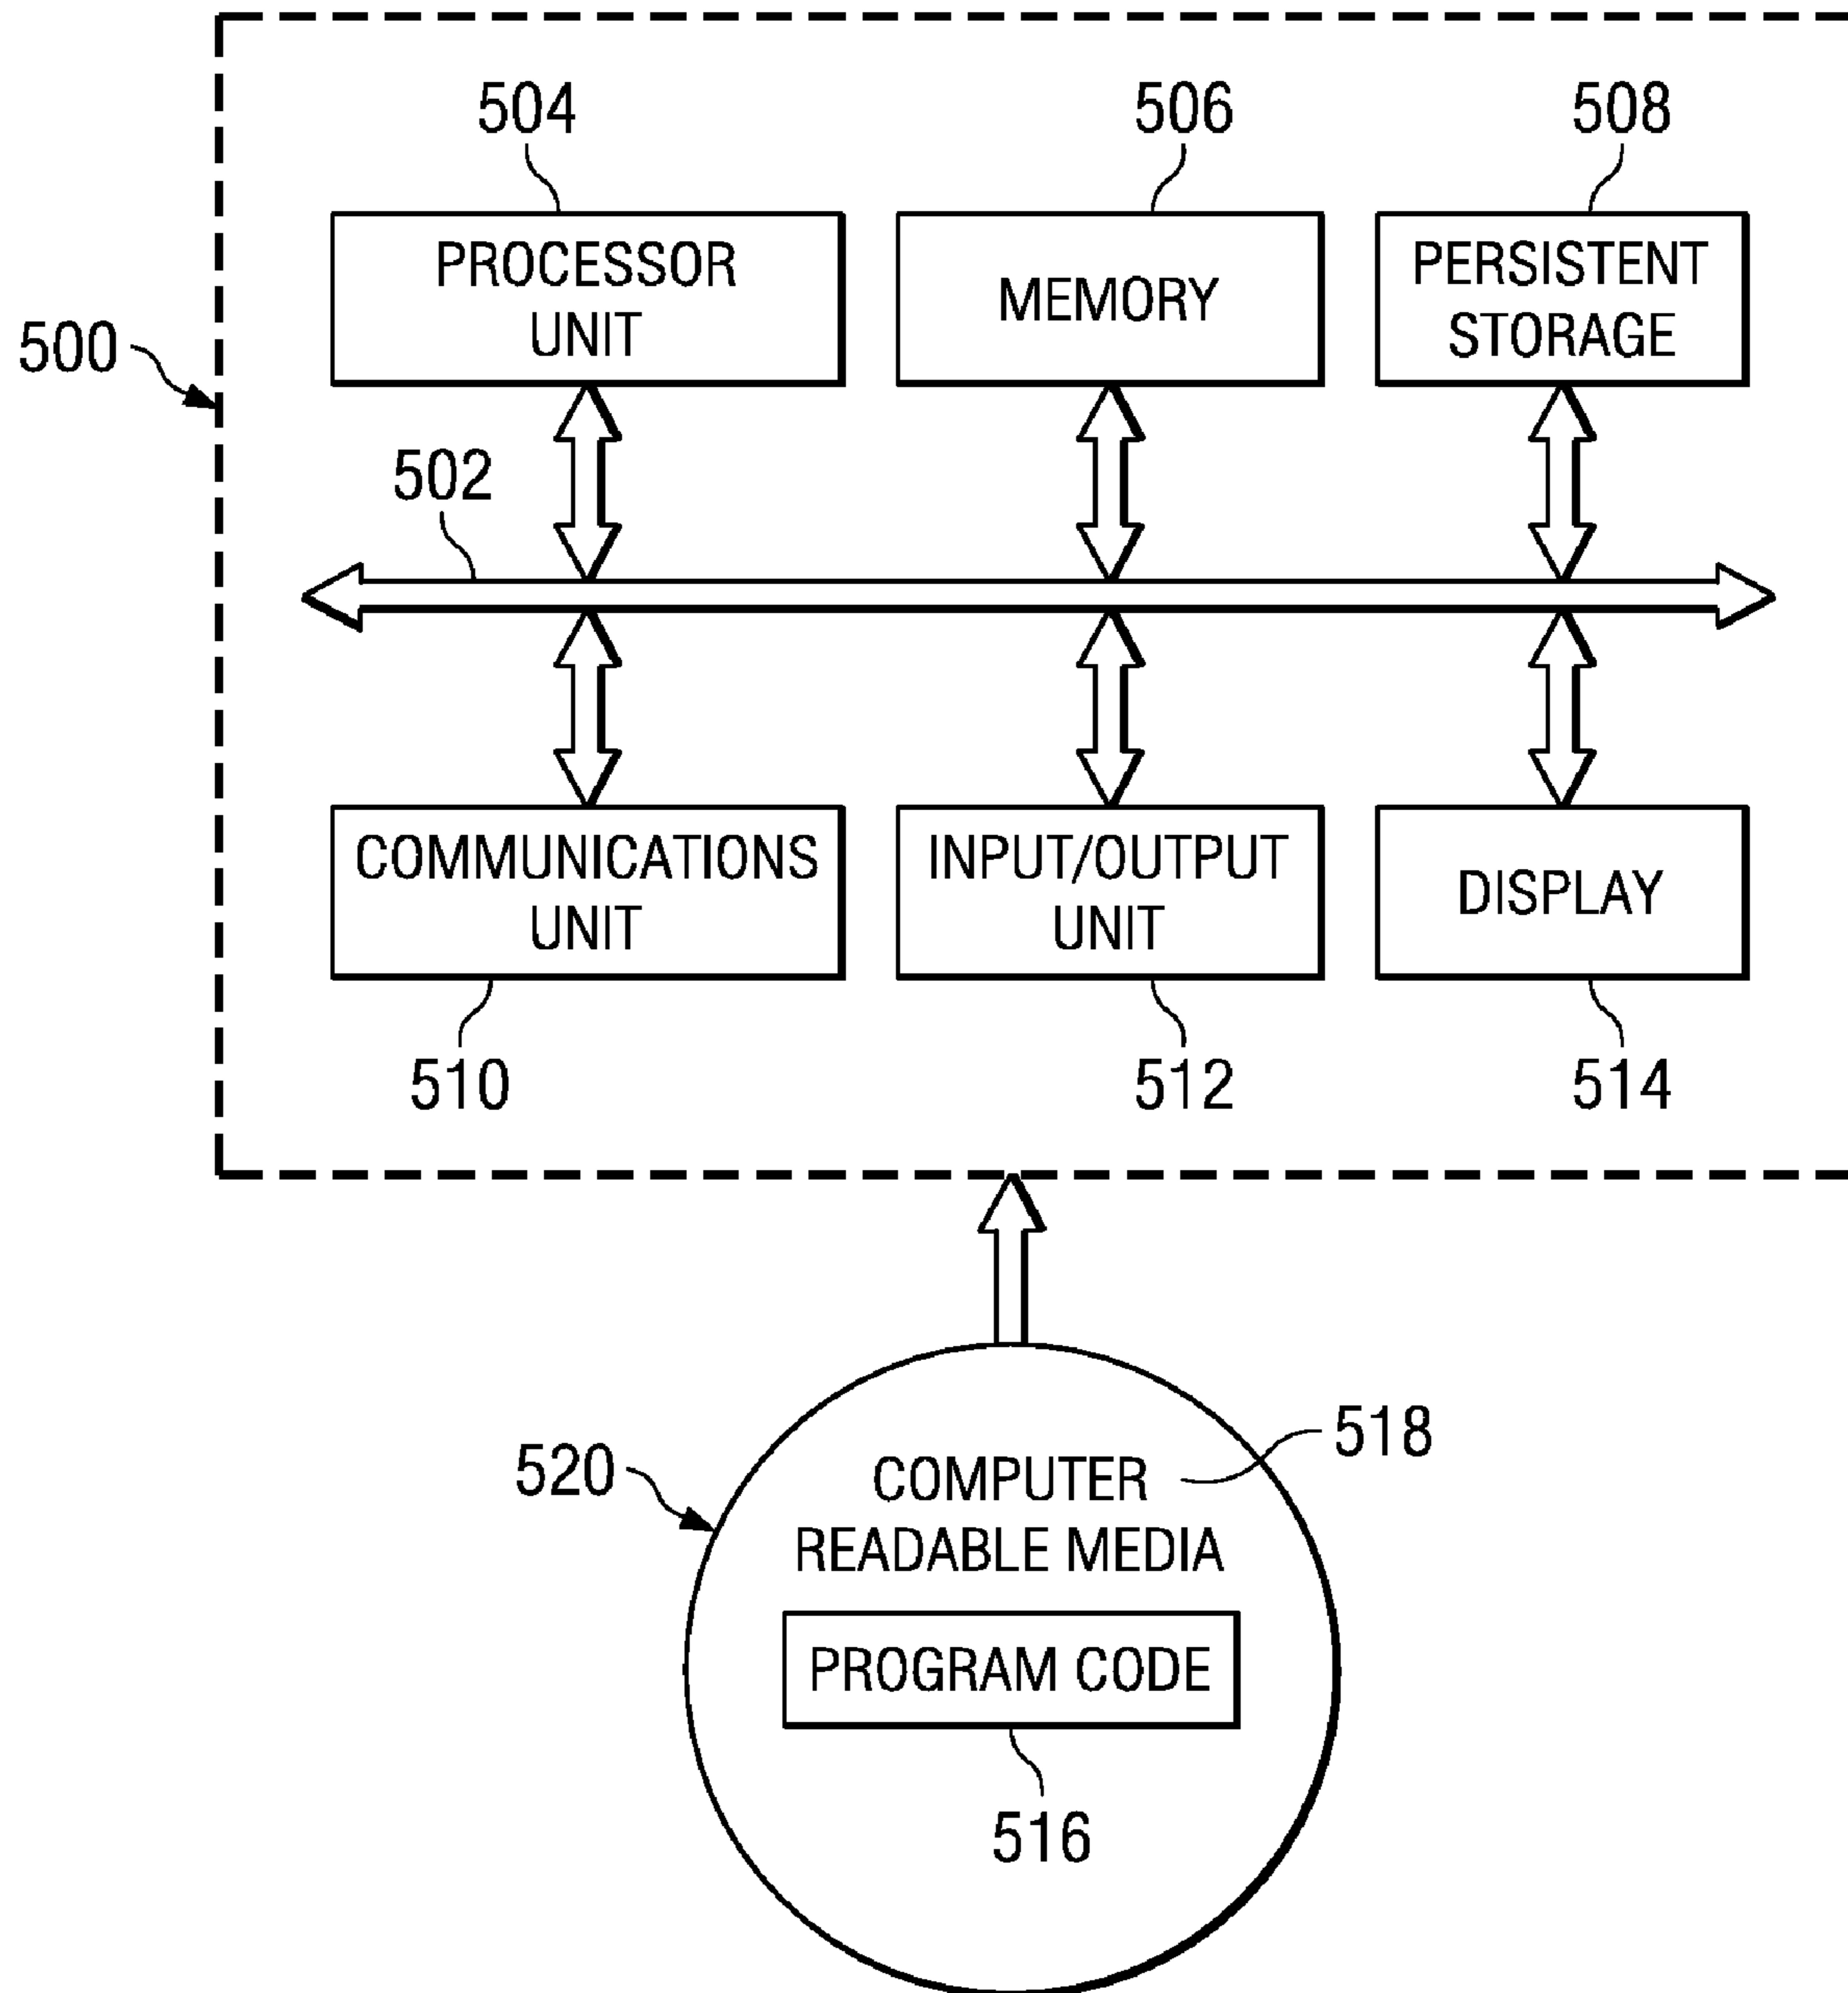 504
506
508
PROCESSOR
UNIT
MEMORY
PERSISTENT
STORAGE
500
502
COMMUNICATIONS
UNIT
INPUT/OUTPUT
UNIT
DISPLAY
510
512
514
518
520
COMPUTER
READABLE MEDIA
PROGRAM CODE
516